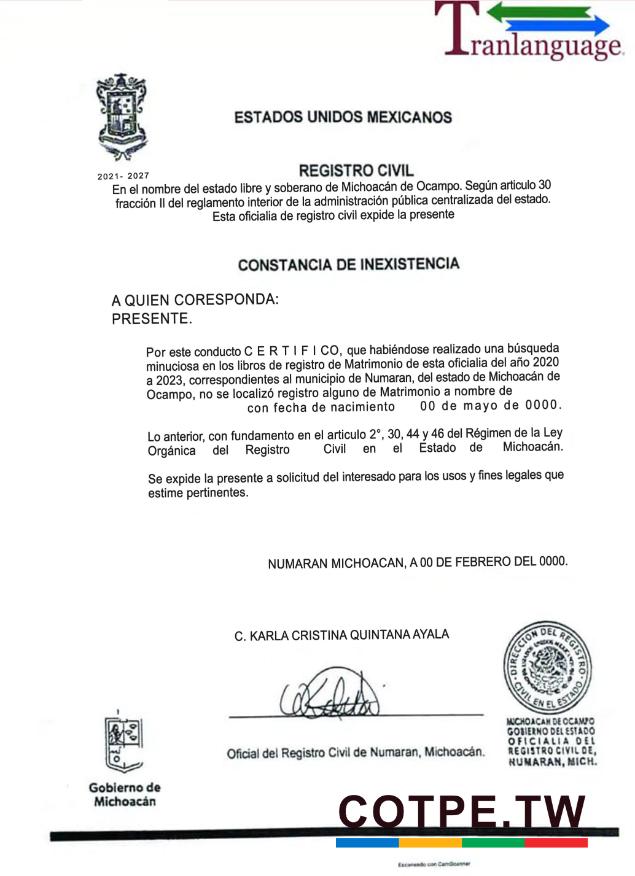 Tranlanguage
ESTADOS UNIDOS MEXICANOS
2021- 2027
REGISTRO CIVIL
En el nombre del estado libre y soberano de Michoacán de Ocampo. Según articulo 30
fracción II del reglamento interior de la administración pública centralizada del estado.
Esta oficialia de registro civil expide la presente
CONSTANCIA DE INEXISTENCIA
A QUIEN CORESPONDA:
PRESENTE.
Por este conducto C E R T I F I CO, que habiéndose realizado una búsqueda
minuciosa en los libros de registro de Matrimonio de esta oficialia del año 2020
a 2023, correspondientes al municipio de Numaran, del estado de Michoacán de
Ocampo, no se localizó registro alguno de Matrimonio a nombre de
con fecha de nacimiento 00 de mayo de 0000.
Lo anterior, con fundamento en el articulo 2°, 30, 44 y 46 del Régimen de la Ley
Orgánica del Registro Civil en el Estado de Michoacán.
Se expide la presente a solicitud del interesado para los usos y fines legales que
estime pertinentes.
NUMARAN MICHOACAN, A 00 DE FEBRERO DEL 0000.
C. KARLA CRISTINA QUINTANA AYALA
DIRECCION DEL REGISTRO
CIVIL EN EL ESTADO
MICHOACAN DE OCAMPO
GOBIERNO DEL ESTADO
OFICIALIA DEL
REGISTRO CIVIL DE,
NUMARAN, MICH.
Oficial del Registro Civil de Numaran, Michoacán.
Gobierno de
Michoacán
COTPE.TW
Escaneado con CamScanner